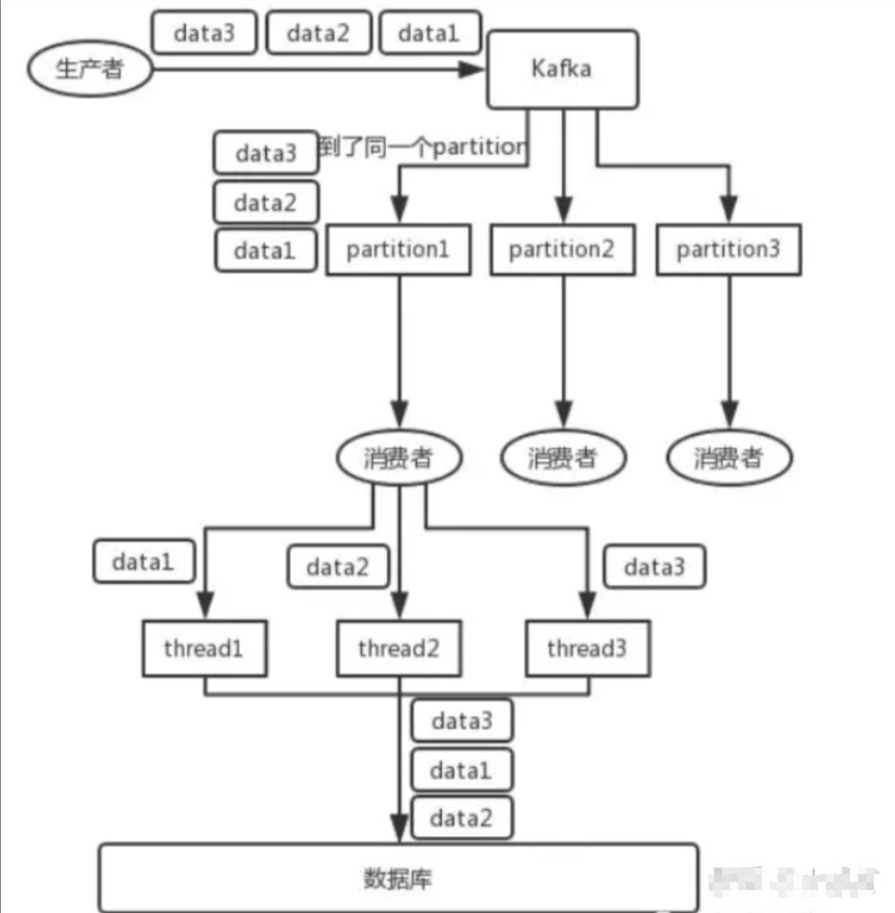 data3 data2 data1
生产者
Kafka
data3
到了同一个partition
data2
data1
partition1 partition2 partition3
消费者 消费者 消费者
data1 data2 data3
thread1 thread2 thread3
data3
data1
data2
数据库